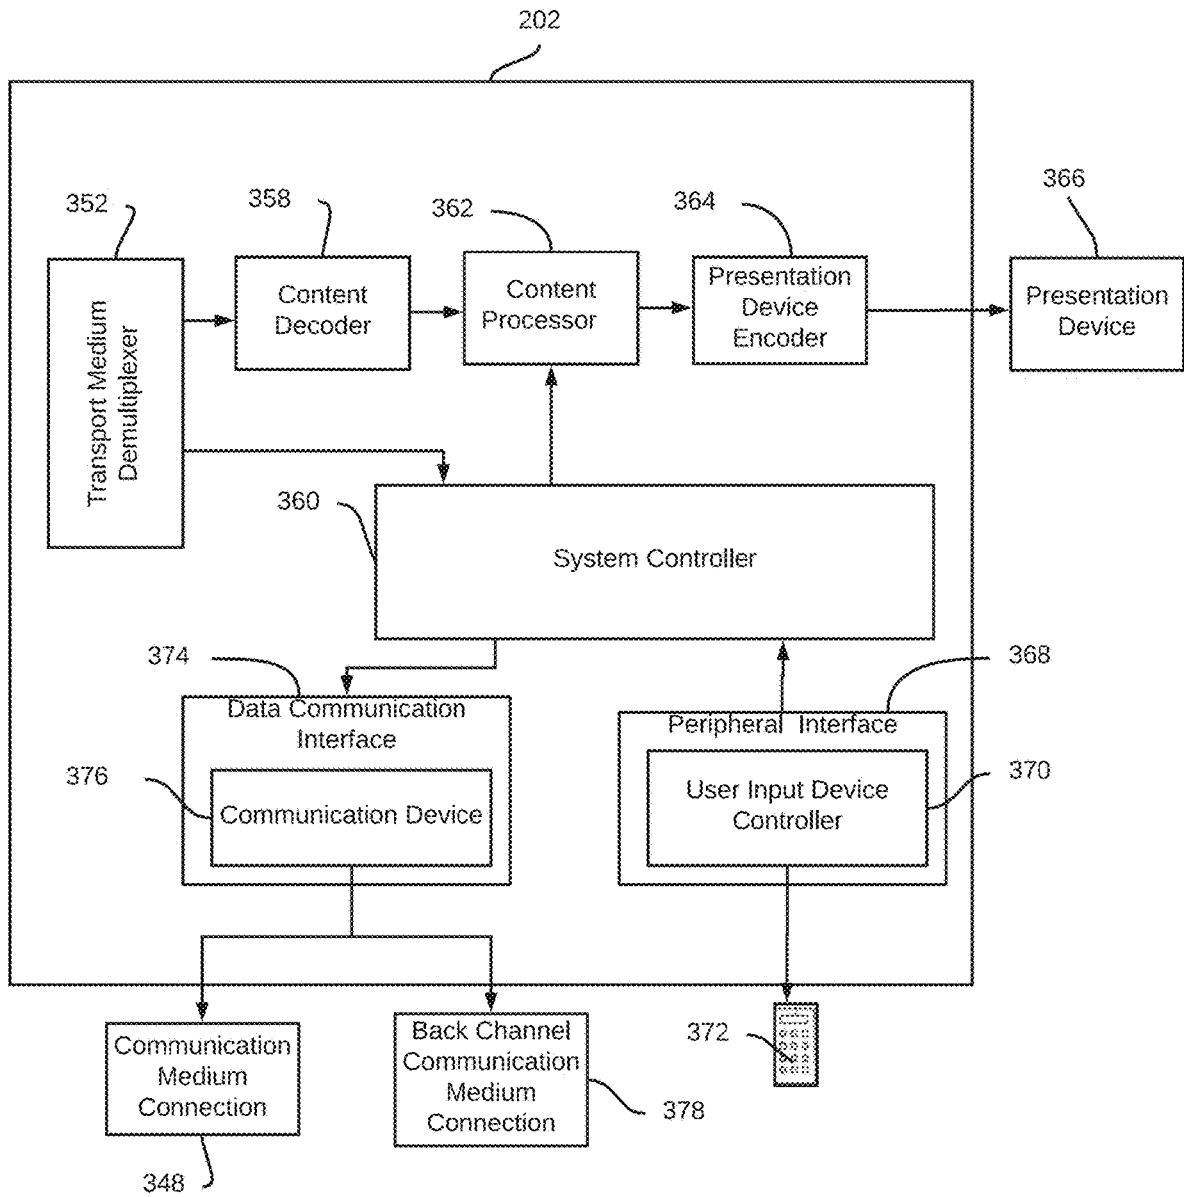 202
352
358
362
364
366
Transport Medium
Demultiplexer
Content
Decoder
Content
Processor
Presentation
Device
Encoder
Presentation
Device
360
System Controller
374
Data Communication
Interface
376
Communication Device
368
Peripheral Interface
370
User Input Device
Controller
Communication
Medium
Connection
348
Back Channel
Communication
Medium
Connection
378
372